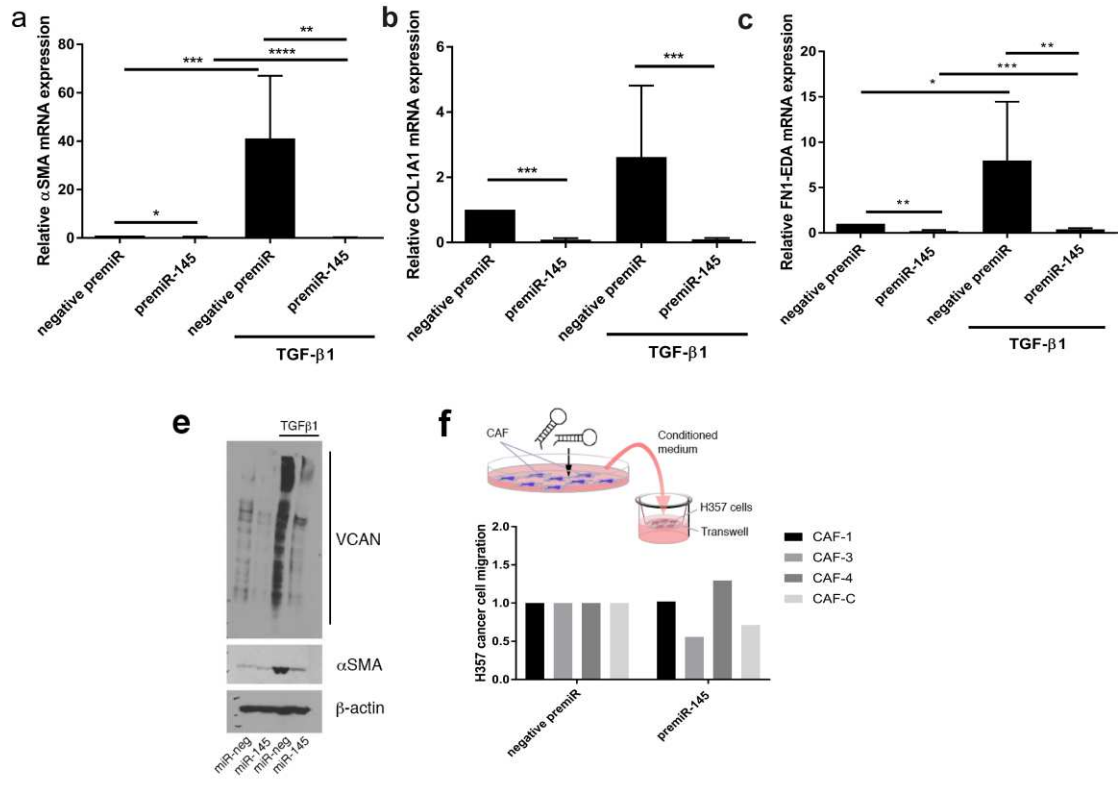 a
Relative αSMA mRNA expression
80
60
40
20
0
*
***
****
**
negative premiR
premiR-145
negative premiR
premiR-145
TGF-β1
b
Relative COL1A1 mRNA expression
6
4
2
0
***
***
negative premiR
premiR-145
negative premiR
premiR-145
TGF-β1
c
Relative FN1-EDA mRNA expression
20
15
10
5
0
**
*
***
**
negative premiR
premiR-145
negative premiR
premiR-145
TGF-β1
e
TGFβ1
VCAN
αSMA
β-actin
miR-neg
miR-145
miR-neg
miR-145
f
CAF
Conditioned
medium
H357 cells
Transwell
H357 cancer cell migration
2.0
1.5
1.0
0.5
0.0
negative premiR
premiR-145
CAF-1
CAF-3
CAF-4
CAF-C